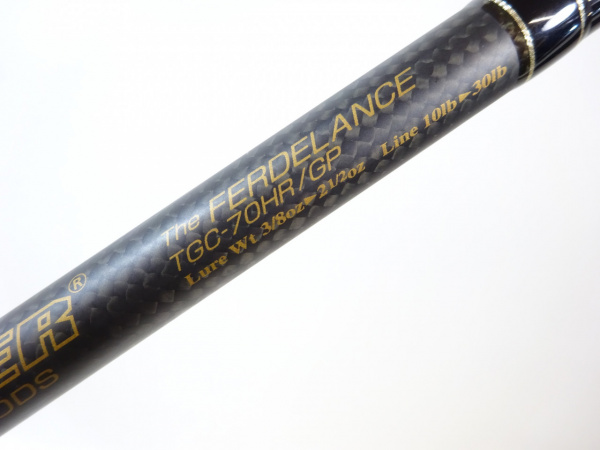 The FERDELANCE
TGC-70HR/GP
Lure Wt. 3/8oz▶2 1/2oz Line 10lb▶30lb